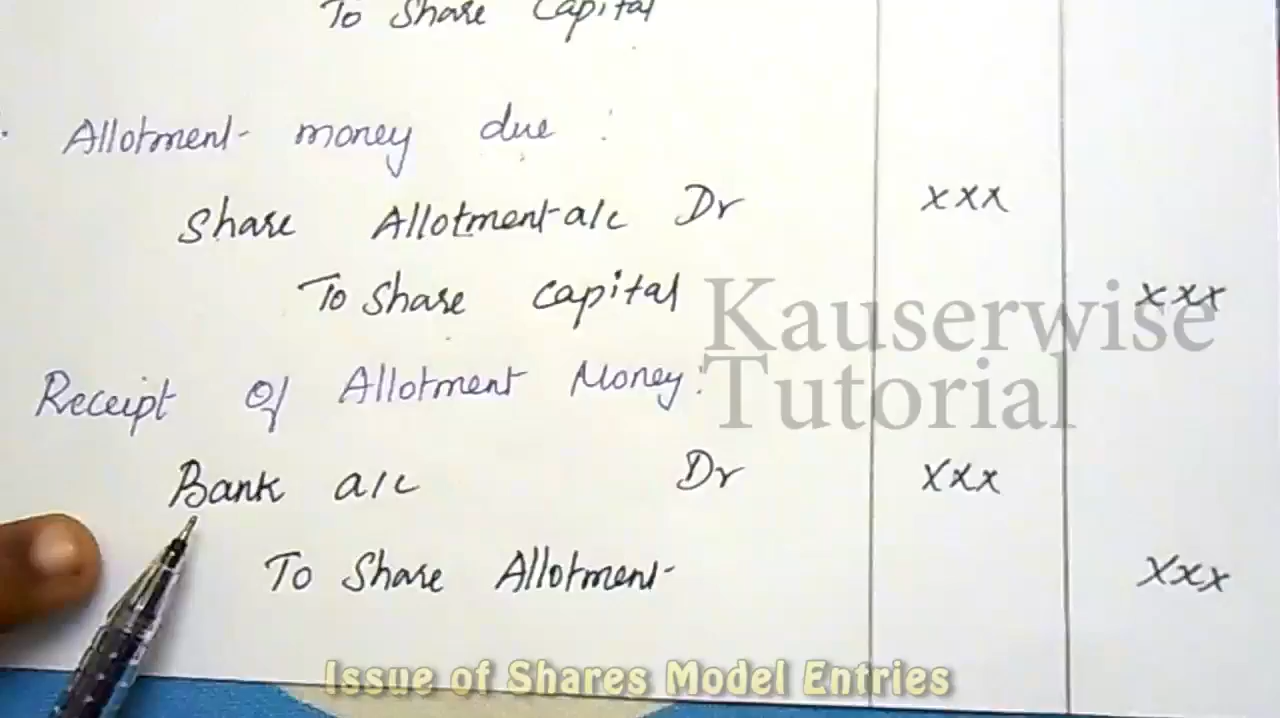 To Share Capital
Allotment money due :
Share Allotment a/c Dr xxx
To Share Capital xxx
Kauserwise
Tutorial
Receipt Of Allotment Money:
Bank a/c Dr xxx
To Share Allotment xxx
Issue of Shares Model Entries